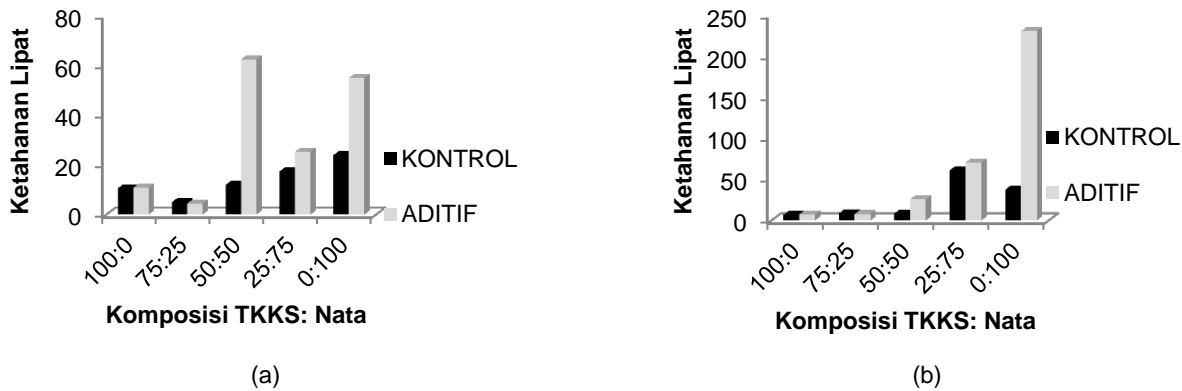 Ketahanan Lipat
80
60
40
20
0
100:0
75:25
50:50
25:75
0:100
Komposisi TKKS: Nata
KONTROL
ADITIF
(a)
Ketahanan Lipat
250
200
150
100
50
0
100:0
75:25
50:50
25:75
0:100
Komposisi TKKS: Nata
KONTROL
ADITIF
(b)